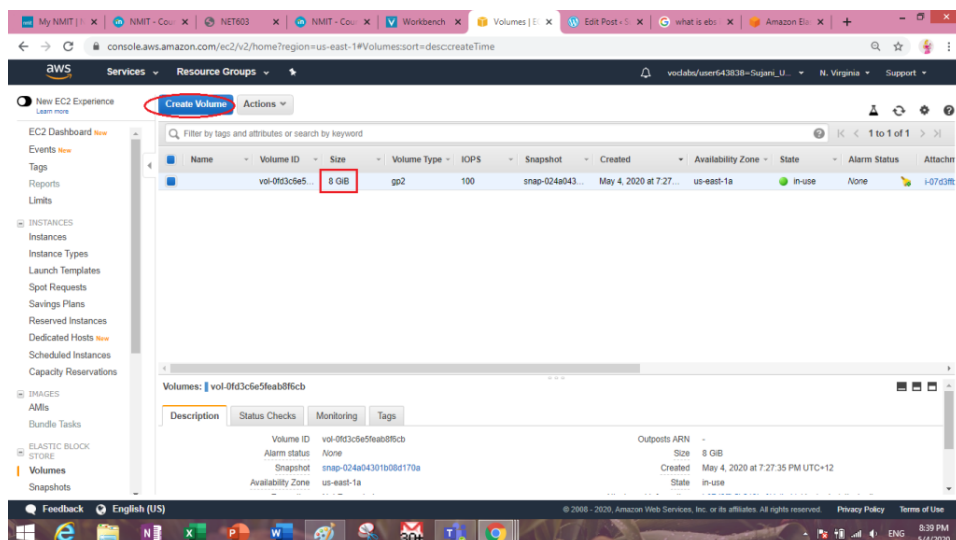 My NMIT | 
NMIT - Cou
NET603
NMIT - Cou
Workbench
Volumes | E
Edit Post ‹ S
what is ebs
Amazon Ela
console.aws.amazon.com/ec2/v2/home?region=us-east-1#Volumes:sort=desc:createTime
aws Services Resource Groups voclabs/user643838=Sujani_U... N. Virginia Support
New EC2 Experience
Learn more
Create Volume Actions
EC2 Dashboard New
Events New
Tags
Reports
Limits
INSTANCES
Instances
Instance Types
Launch Templates
Spot Requests
Savings Plans
Reserved Instances
Dedicated Hosts New
Scheduled Instances
Capacity Reservations
IMAGES
AMIs
Bundle Tasks
ELASTIC BLOCK
STORE
Volumes
Snapshots
Filter by tags and attributes or search by keyword 1 to 1 of 1
Name Volume ID Size Volume Type IOPS Snapshot Created Availability Zone State Alarm Status Attachm
vol-0fd3c6e5... 8 GiB gp2 100 snap-024a043... May 4, 2020 at 7:27... us-east-1a in-use None i-07d3ffb
Volumes: vol-0fd3c6e5feab8f6cb
Description Status Checks Monitoring Tags
Volume ID vol-0fd3c6e5feab8f6cb Outposts ARN -
Alarm status None Size 8 GiB
Snapshot snap-024a04301b08d170a Created May 4, 2020 at 7:27:35 PM UTC+12
Availability Zone us-east-1a State in-use
Feedback English (US) © 2008 - 2020, Amazon Web Services, Inc. or its affiliates. All rights reserved. Privacy Policy Terms of Use
30+
ENG
8:39 PM
5/4/2020